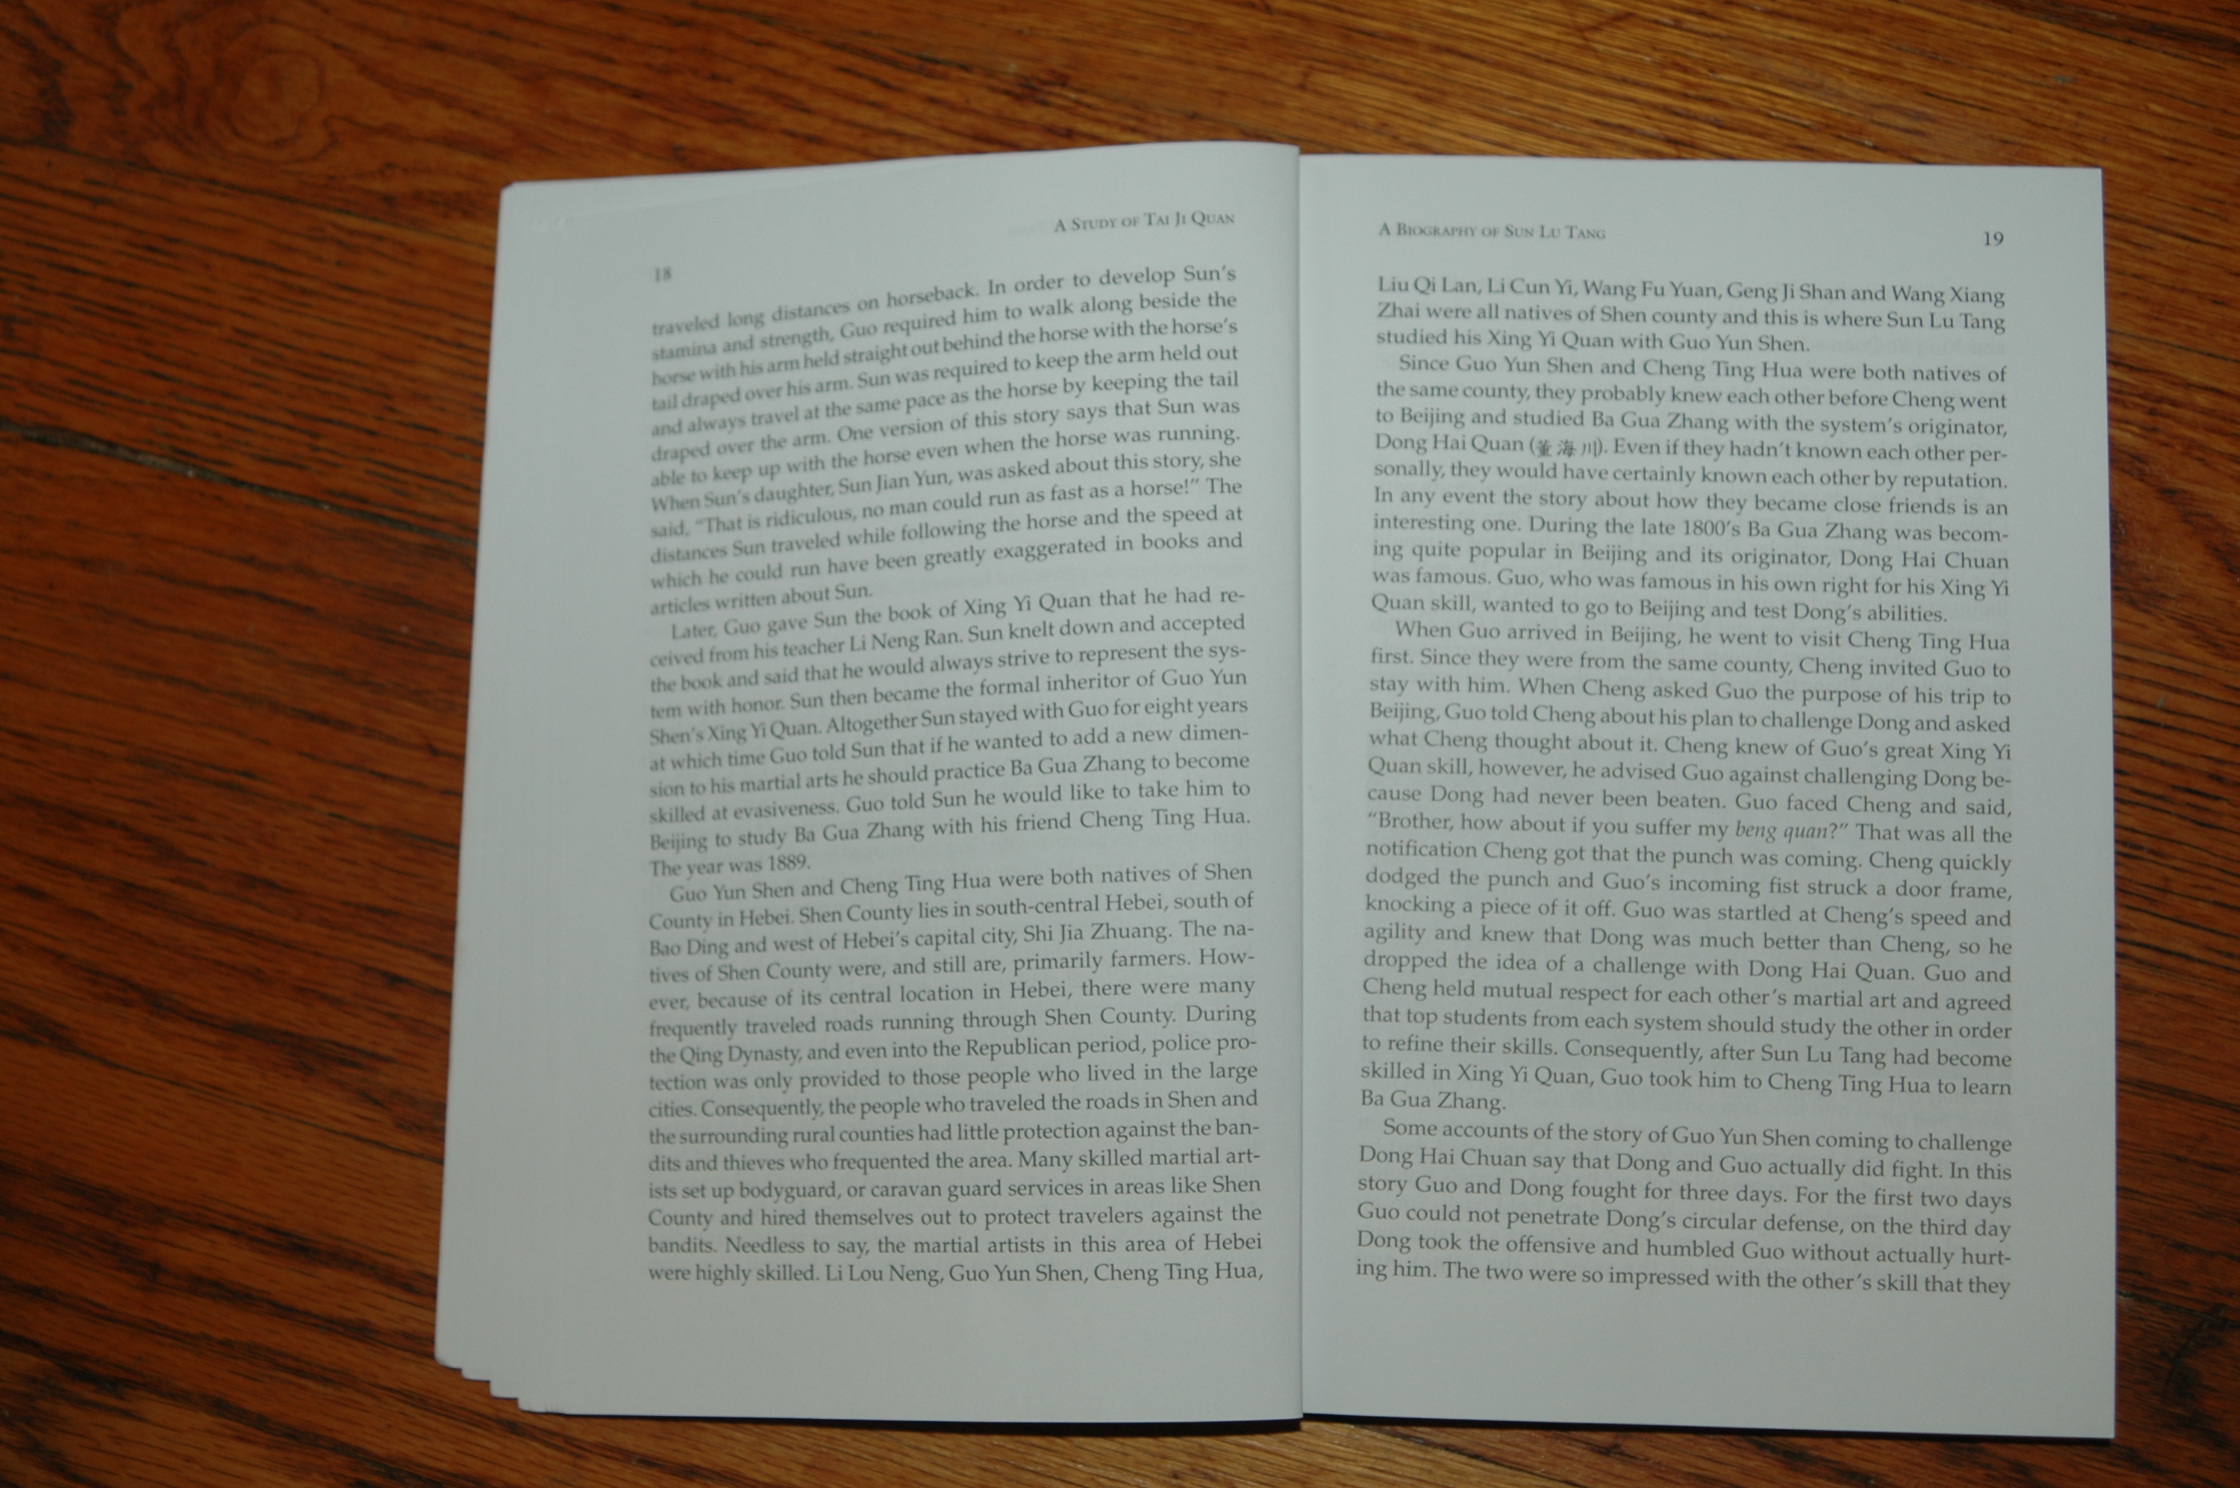 18
A Study of Tai Ji Quan
traveled long distances on horseback. In order to develop Sun's
stamina and strength, Guo required him to walk along beside the
horse with his arm held straight out behind the horse with the horse's
tail draped over his arm. Sun was required to keep the arm held out
and always travel at the same pace as the horse by keeping the tail
draped over the arm. One version of this story says that Sun was
able to keep up with the horse even when the horse was running.
When Sun's daughter, Sun Jian Yun, was asked about this story, she
said, "That is ridiculous, no man could run as fast as a horse!" The
distances Sun traveled while following the horse and the speed at
which he could run have been greatly exaggerated in books and
articles written about Sun.
Later, Guo gave Sun the book of Xing Yi Quan that he had re-
ceived from his teacher Li Neng Ran. Sun knelt down and accepted
the book and said that he would always strive to represent the sys-
tem with honor. Sun then became the formal inheritor of Guo Yun
Shen's Xing Yi Quan. Altogether Sun stayed with Guo for eight years
at which time Guo told Sun that if he wanted to add a new dimen-
sion to his martial arts he should practice Ba Gua Zhang to become
skilled at evasiveness. Guo told Sun he would like to take him to
Beijing to study Ba Gua Zhang with his friend Cheng Ting Hua.
The year was 1889.
Guo Yun Shen and Cheng Ting Hua were both natives of Shen
County in Hebei. Shen County lies in south-central Hebei, south of
Bao Ding and west of Hebei's capital city, Shi Jia Zhuang. The na-
tives of Shen County were, and still are, primarily farmers. How-
ever, because of its central location in Hebei, there were many
frequently traveled roads running through Shen County. During
the Qing Dynasty, and even into the Republican period, police pro-
tection was only provided to those people who lived in the large
cities. Consequently, the people who traveled the roads in Shen and
the surrounding rural counties had little protection against the ban-
dits and thieves who frequented the area. Many skilled martial art-
ists set up bodyguard, or caravan guard services in areas like Shen
County and hired themselves out to protect travelers against the
bandits. Needless to say, the martial artists in this area of Hebei
were highly skilled. Li Lou Neng, Guo Yun Shen, Cheng Ting Hua,
A Biography of Sun Lu Tang
19
Liu Qi Lan, Li Cun Yi, Wang Fu Yuan, Geng Ji Shan and Wang Xiang
Zhai were all natives of Shen county and this is where Sun Lu Tang
studied his Xing Yi Quan with Guo Yun Shen.
Since Guo Yun Shen and Cheng Ting Hua were both natives of
the same county, they probably knew each other before Cheng went
to Beijing and studied Ba Gua Zhang with the system's originator,
Dong Hai Quan (董海川). Even if they hadn't known each other per-
sonally, they would have certainly known each other by reputation.
In any event the story about how they became close friends is an
interesting one. During the late 1800's Ba Gua Zhang was becom-
ing quite popular in Beijing and its originator, Dong Hai Chuan
was famous. Guo, who was famous in his own right for his Xing Yi
Quan skill, wanted to go to Beijing and test Dong's abilities.
When Guo arrived in Beijing, he went to visit Cheng Ting Hua
first. Since they were from the same county, Cheng invited Guo to
stay with him. When Cheng asked Guo the purpose of his trip to
Beijing, Guo told Cheng about his plan to challenge Dong and asked
what Cheng thought about it. Cheng knew of Guo's great Xing Yi
Quan skill, however, he advised Guo against challenging Dong be-
cause Dong had never been beaten. Guo faced Cheng and said,
"Brother, how about if you suffer my beng quan?" That was all the
notification Cheng got that the punch was coming. Cheng quickly
dodged the punch and Guo's incoming fist struck a door frame,
knocking a piece of it off. Guo was startled at Cheng's speed and
agility and knew that Dong was much better than Cheng, so he
dropped the idea of a challenge with Dong Hai Quan. Guo and
Cheng held mutual respect for each other's martial art and agreed
that top students from each system should study the other in order
to refine their skills. Consequently, after Sun Lu Tang had become
skilled in Xing Yi Quan, Guo took him to Cheng Ting Hua to learn
Ba Gua Zhang.
Some accounts of the story of Guo Yun Shen coming to challenge
Dong Hai Chuan say that Dong and Guo actually did fight. In this
story Guo and Dong fought for three days. For the first two days
Guo could not penetrate Dong's circular defense, on the third day
Dong took the offensive and humbled Guo without actually hurt-
ing him. The two were so impressed with the other's skill that they